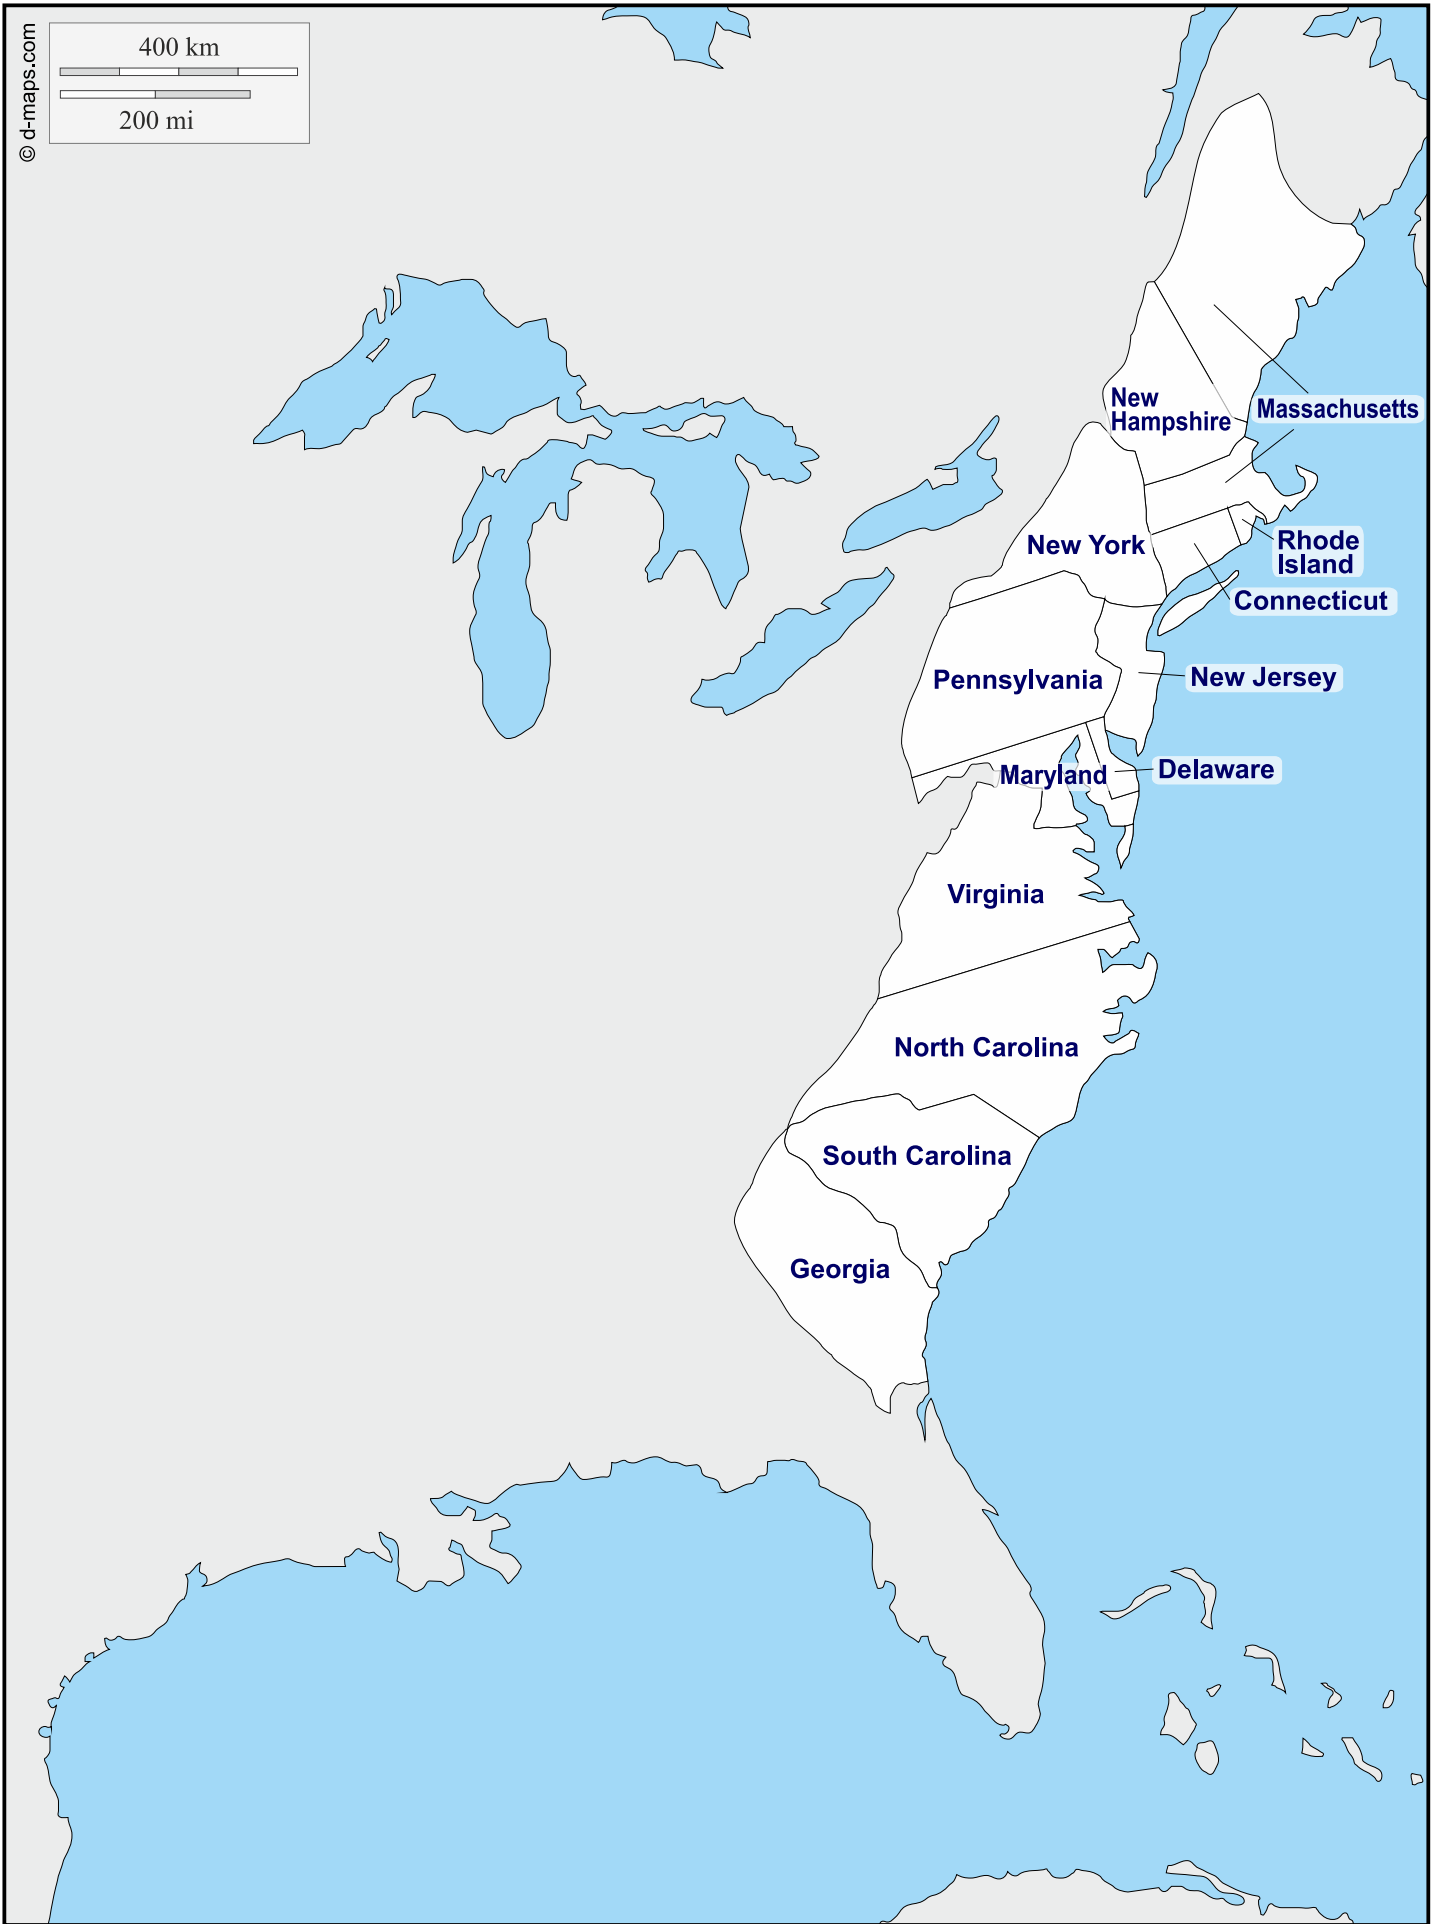 © d-maps.com
400 km
200 mi
New
Hampshire
Massachusetts
New York
Rhode
Island
Connecticut
Pennsylvania
New Jersey
Maryland
Delaware
Virginia
North Carolina
South Carolina
Georgia